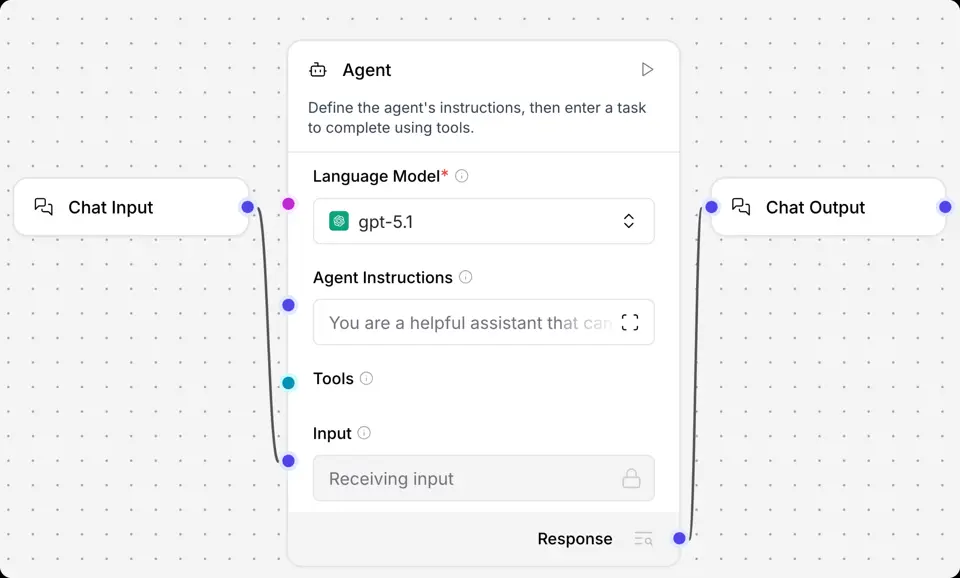 Agent
Define the agent's instructions, then enter a task
to complete using tools.
Language Model*
gpt-5.1
Chat Input
Chat Output
Agent Instructions
You are a helpful assistant that can
Tools
Input
Receiving input
Response